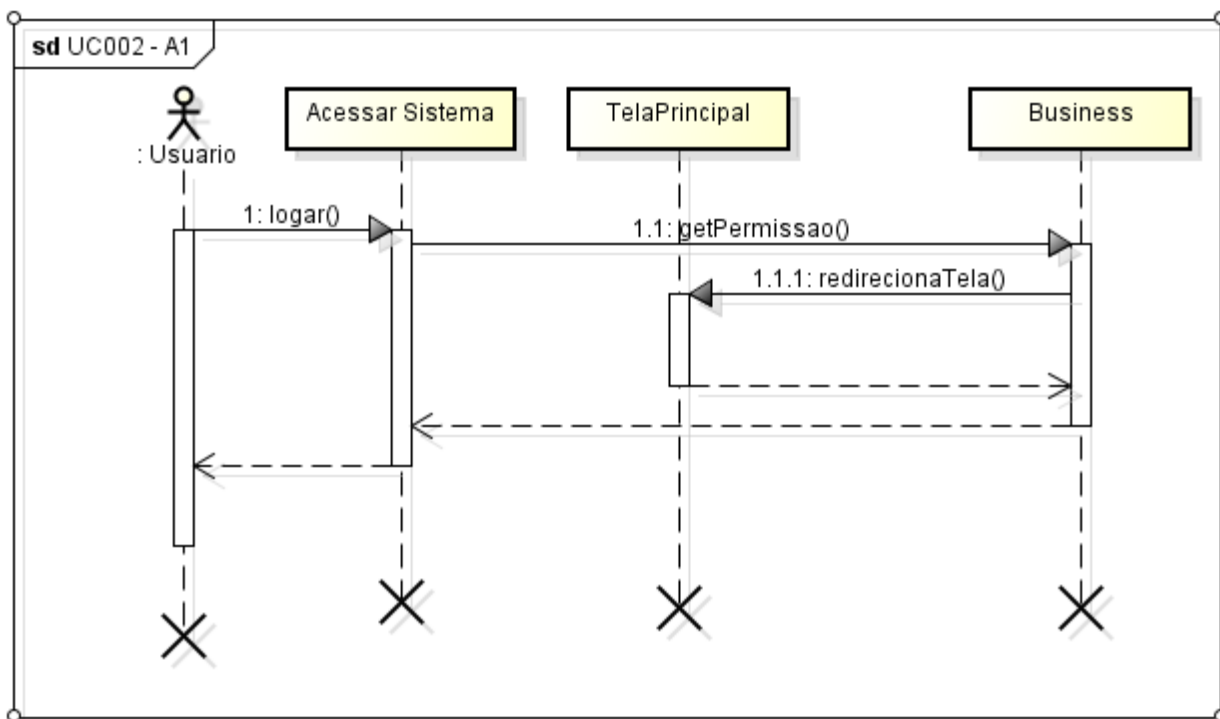 sd UC002 - A1
Acessar Sistema
TelaPrincipal
Business
: Usuario
1: logar()
1.1: getPermissao()
1.1.1: redirecionaTela()